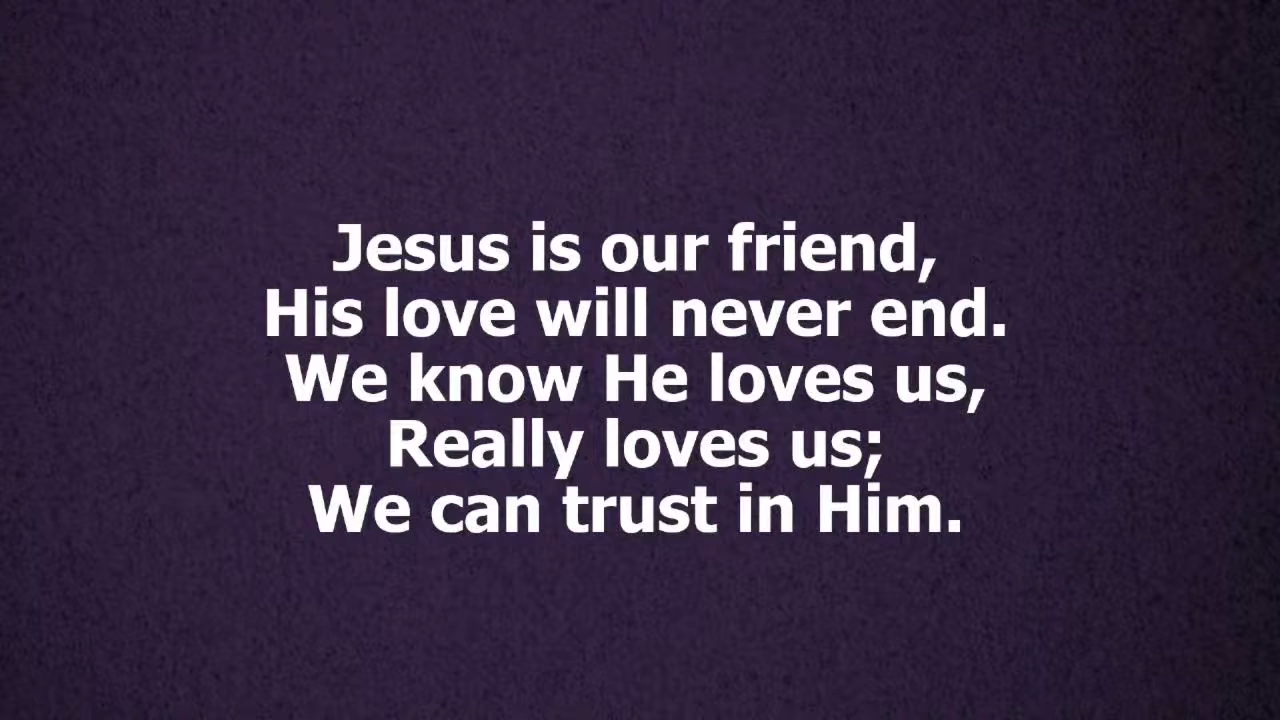 Jesus is our friend,
His love will never end.
We know He loves us,
Really loves us;
We can trust in Him.